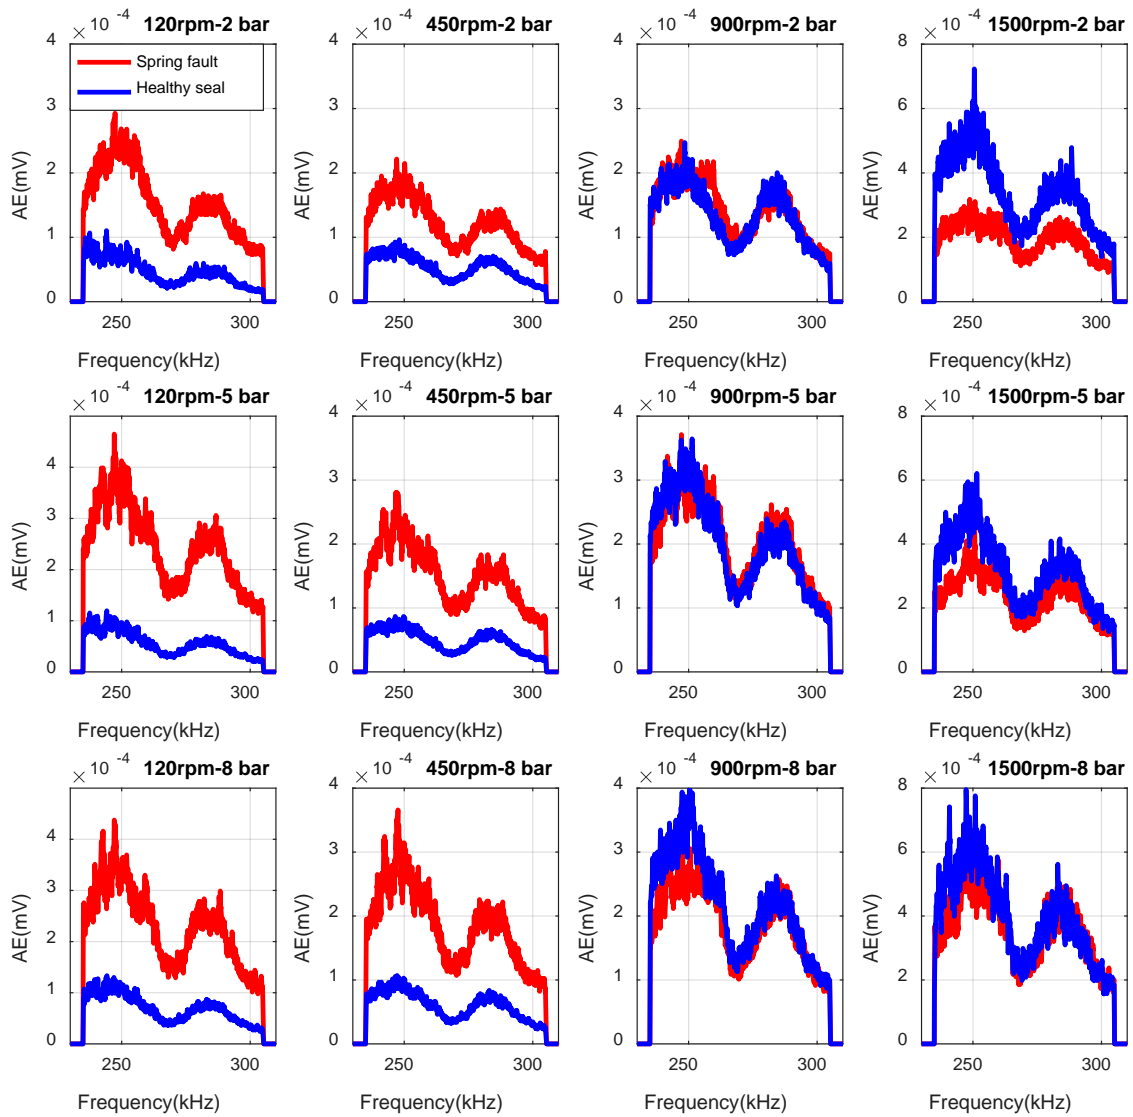 × 10 -4 120rpm-2 bar
Spring fault
Healthy seal
4
3
2
1
0
AE(mV)
250 300
Frequency(kHz)
× 10 -4 450rpm-2 bar
4
3
2
1
0
AE(mV)
250 300
Frequency(kHz)
× 10 -4 900rpm-2 bar
4
3
2
1
0
AE(mV)
250 300
Frequency(kHz)
× 10 -4 1500rpm-2 bar
8
6
4
2
0
AE(mV)
250 300
Frequency(kHz)
× 10 -4 120rpm-5 bar
4
3
2
1
0
AE(mV)
250 300
Frequency(kHz)
× 10 -4 450rpm-5 bar
4
3
2
1
0
AE(mV)
250 300
Frequency(kHz)
× 10 -4 900rpm-5 bar
4
3
2
1
0
AE(mV)
250 300
Frequency(kHz)
× 10 -4 1500rpm-5 bar
8
6
4
2
0
AE(mV)
250 300
Frequency(kHz)
× 10 -4 120rpm-8 bar
4
3
2
1
0
AE(mV)
250 300
Frequency(kHz)
× 10 -4 450rpm-8 bar
4
3
2
1
0
AE(mV)
250 300
Frequency(kHz)
× 10 -4 900rpm-8 bar
4
3
2
1
0
AE(mV)
250 300
Frequency(kHz)
× 10 -4 1500rpm-8 bar
8
6
4
2
0
AE(mV)
250 300
Frequency(kHz)